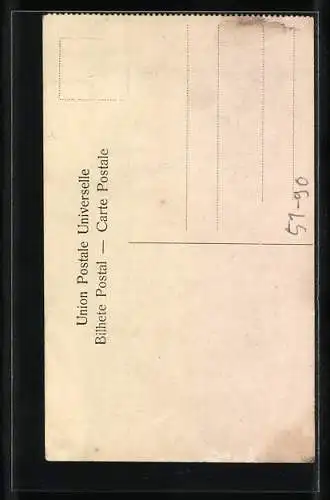 Union Postale Universelle
Bilhete Postal — Carte Postale
51-90